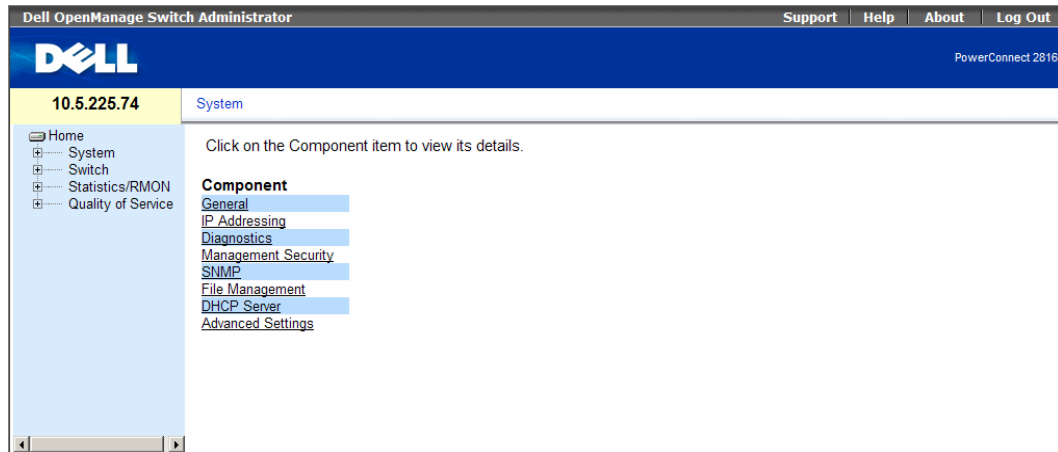 Dell OpenManage Switch Administrator Support Help About Log Out
DELL
PowerConnect 2816
10.5.225.74 System
Home
System
Switch
Statistics/RMON
Quality of Service
Click on the Component item to view its details.
Component
General
IP Addressing
Diagnostics
Management Security
SNMP
File Management
DHCP Server
Advanced Settings